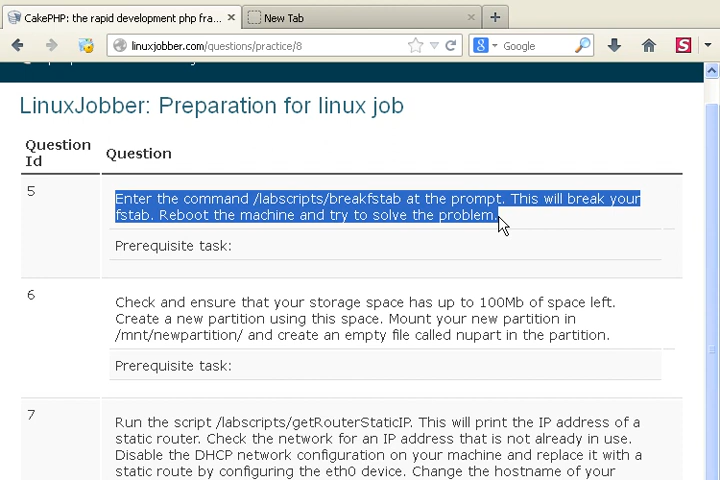 CakePHP: the rapid development php fra...
New Tab
linuxjobber.com/questions/practice/8
Google
LinuxJobber: Preparation for linux job
Question Id
Question
5
Enter the command /labscripts/breakfstab at the prompt. This will break your
fstab. Reboot the machine and try to solve the problem.
Prerequisite task:
6
Check and ensure that your storage space has up to 100Mb of space left.
Create a new partition using this space. Mount your new partition in
/mnt/newpartition/ and create an empty file called nupart in the partition.
Prerequisite task:
7
Run the script /labscripts/getRouterStaticIP. This will print the IP address of a
static router. Check the network for an IP address that is not already in use.
Disable the DHCP network configuration on your machine and replace it with a
static route by configuring the eth0 device. Change the hostname of your